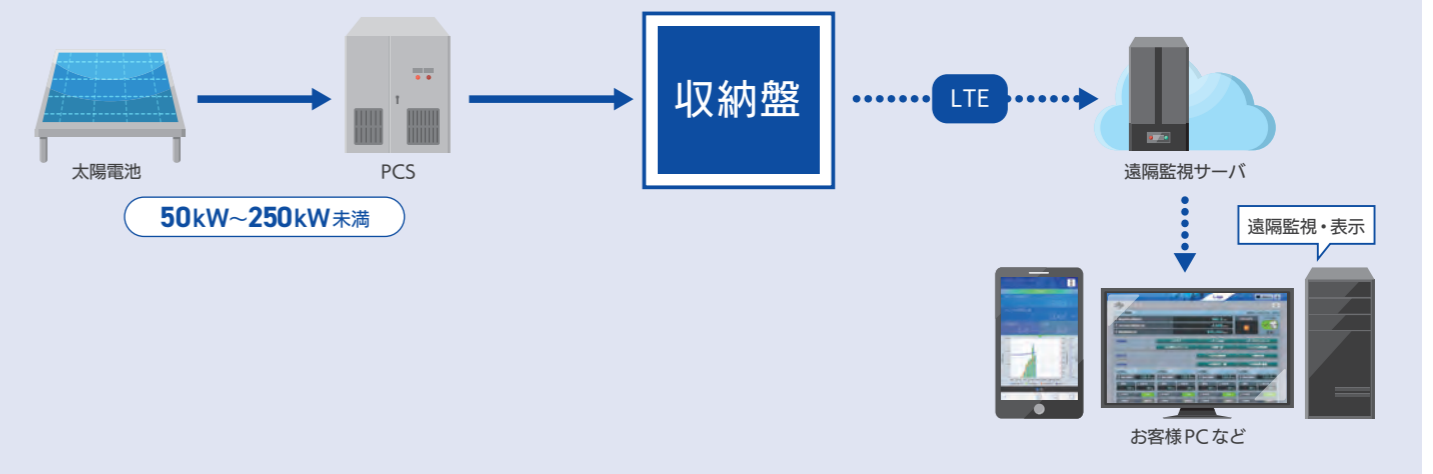 収納盤
LTE
太陽電池
PCS
遠隔監視サーバ
50kW～250kW未満
遠隔監視・表示
お客様PCなど